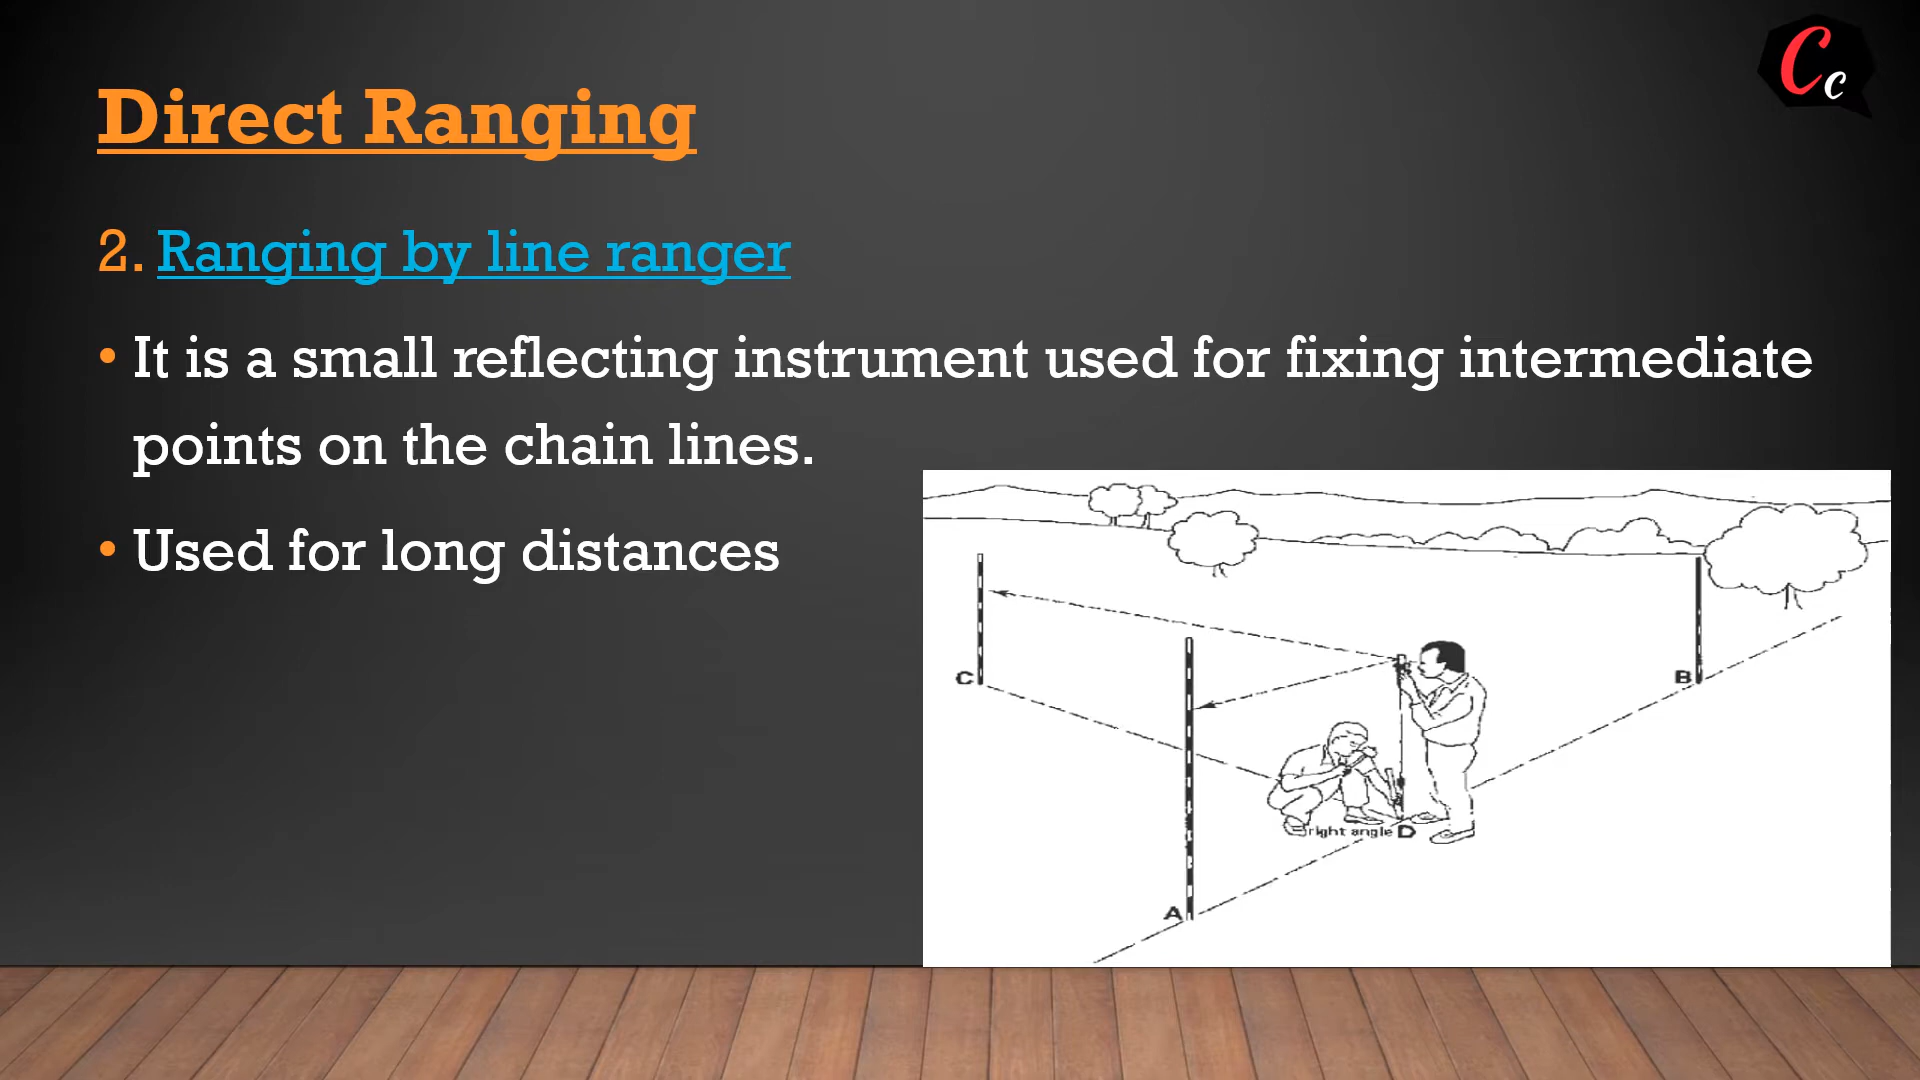 Cc
Direct Ranging
2. Ranging by line ranger
• It is a small reflecting instrument used for fixing intermediate
points on the chain lines.
• Used for long distances
C
B
right angle D
A